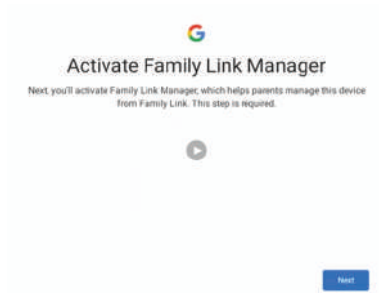 Activate Family Link Manager
Next, you'll activate Family Link Manager, which helps parents manage this device
from Family Link. This step is required.
Next